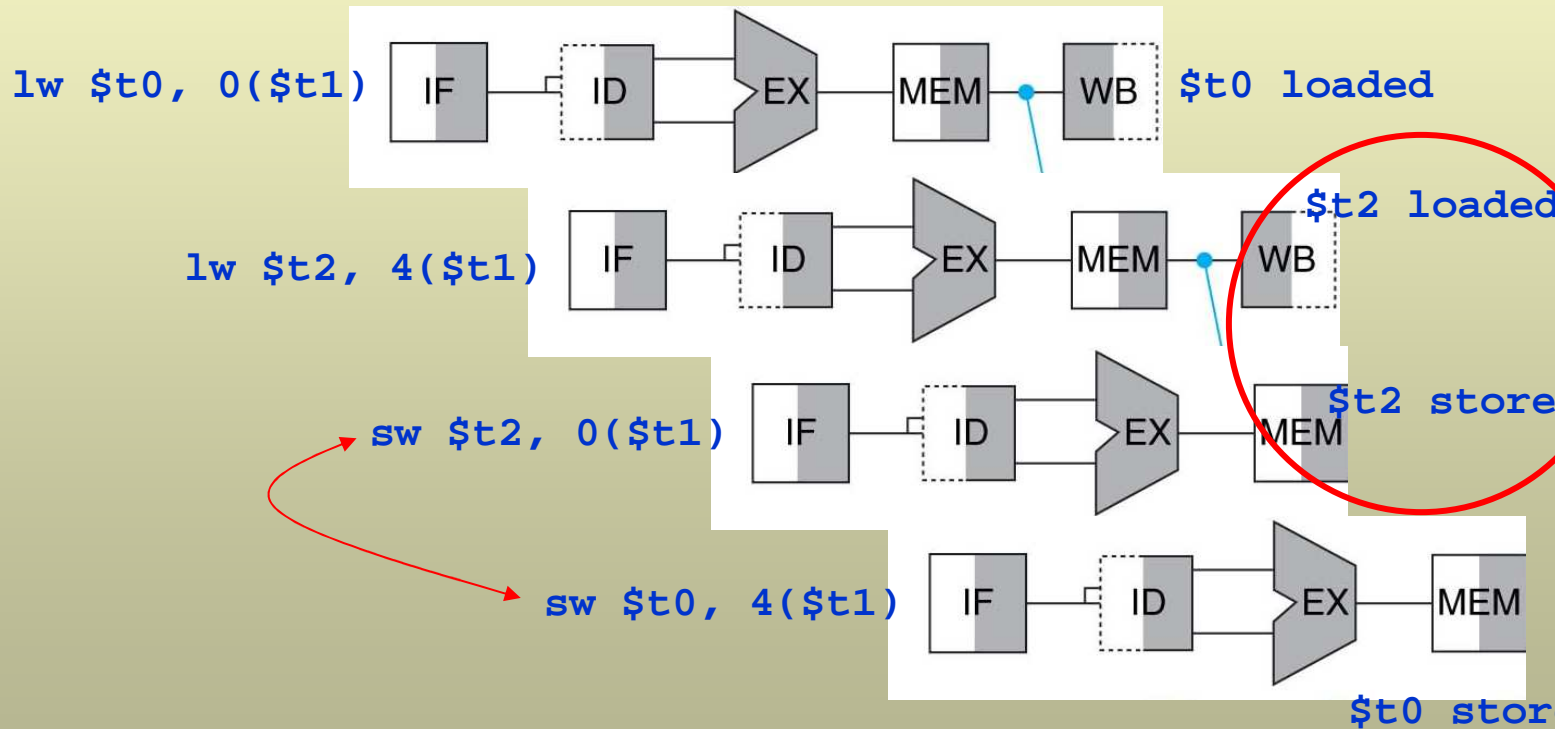 lw $t0, 0($t1) IF ID EX MEM WB $t0 loaded
$t2 loaded
lw $t2, 4($t1) IF ID EX MEM WB
$t2 store
sw $t2, 0($t1) IF ID EX MEM
sw $t0, 4($t1) IF ID EX MEM
$t0 stor